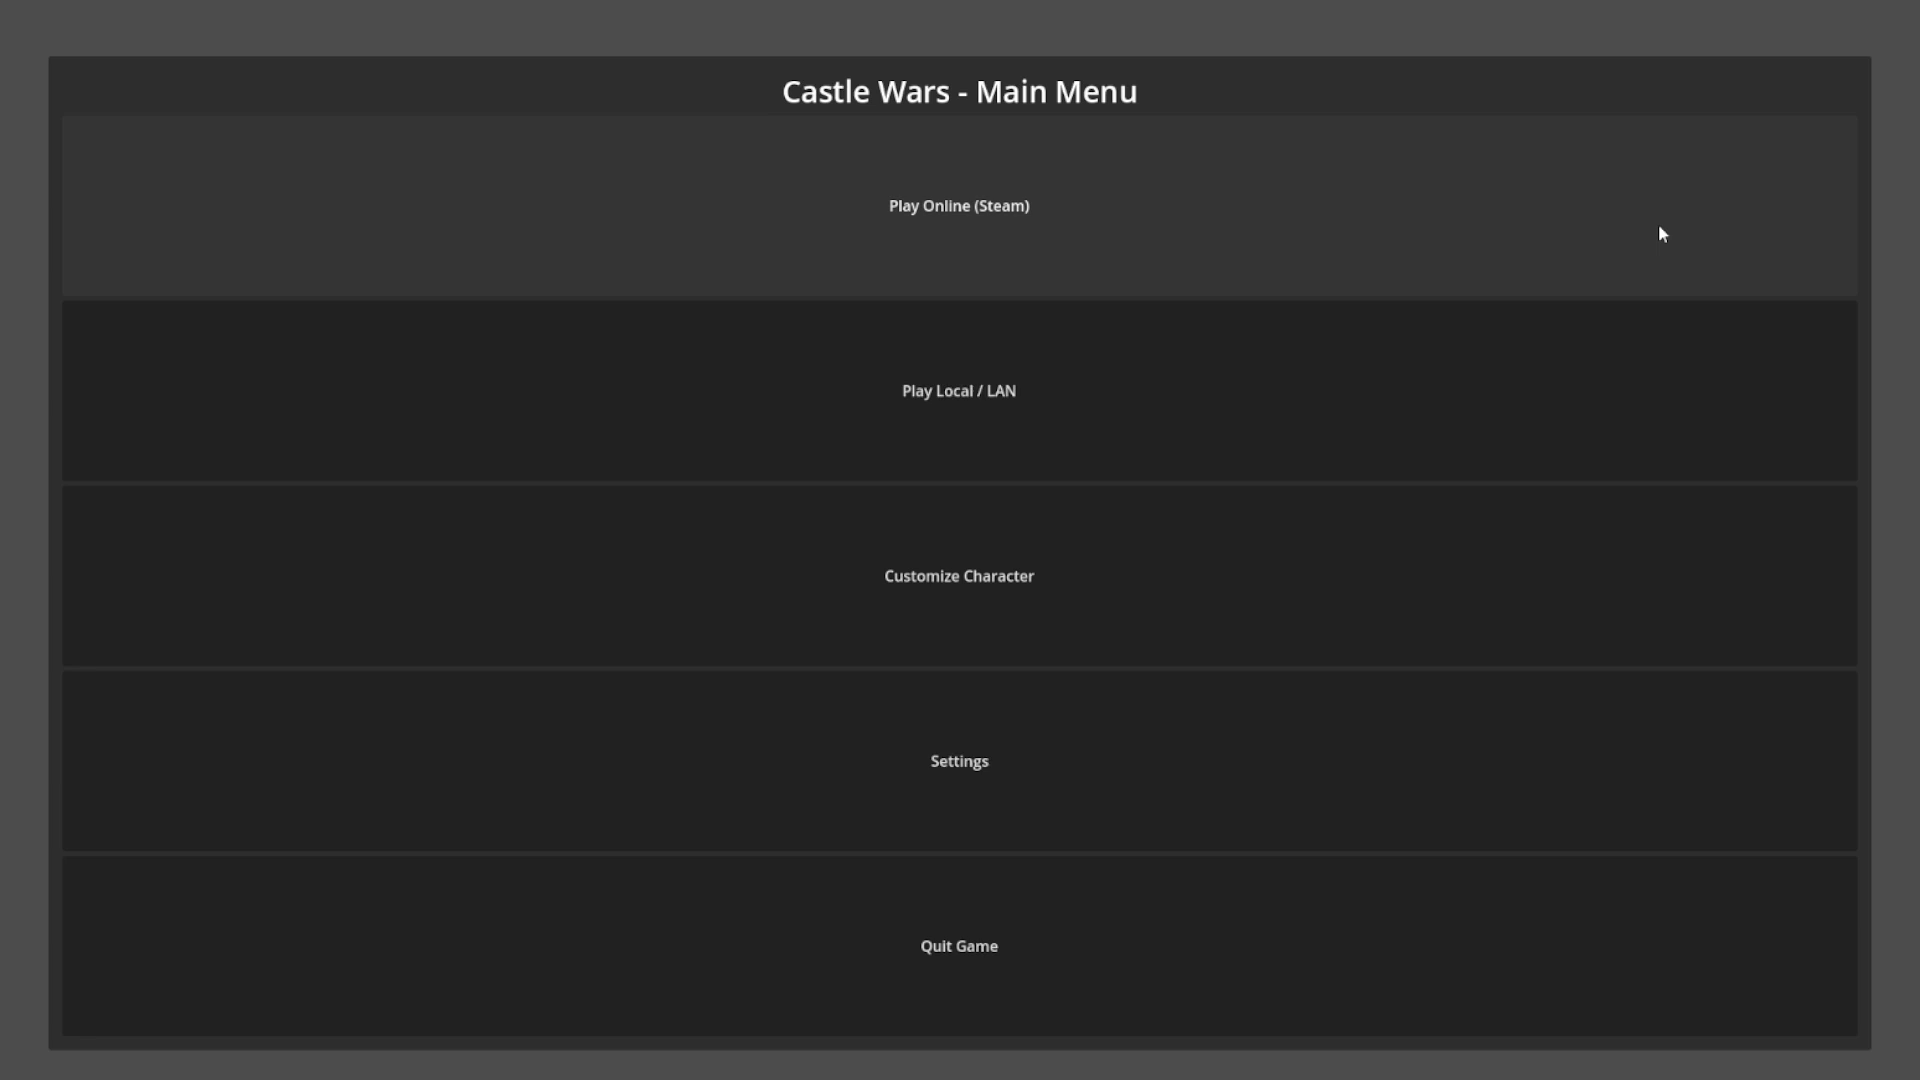 Castle Wars - Main Menu
Play Online (Steam)
Play Local / LAN
Customize Character
Settings
Quit Game